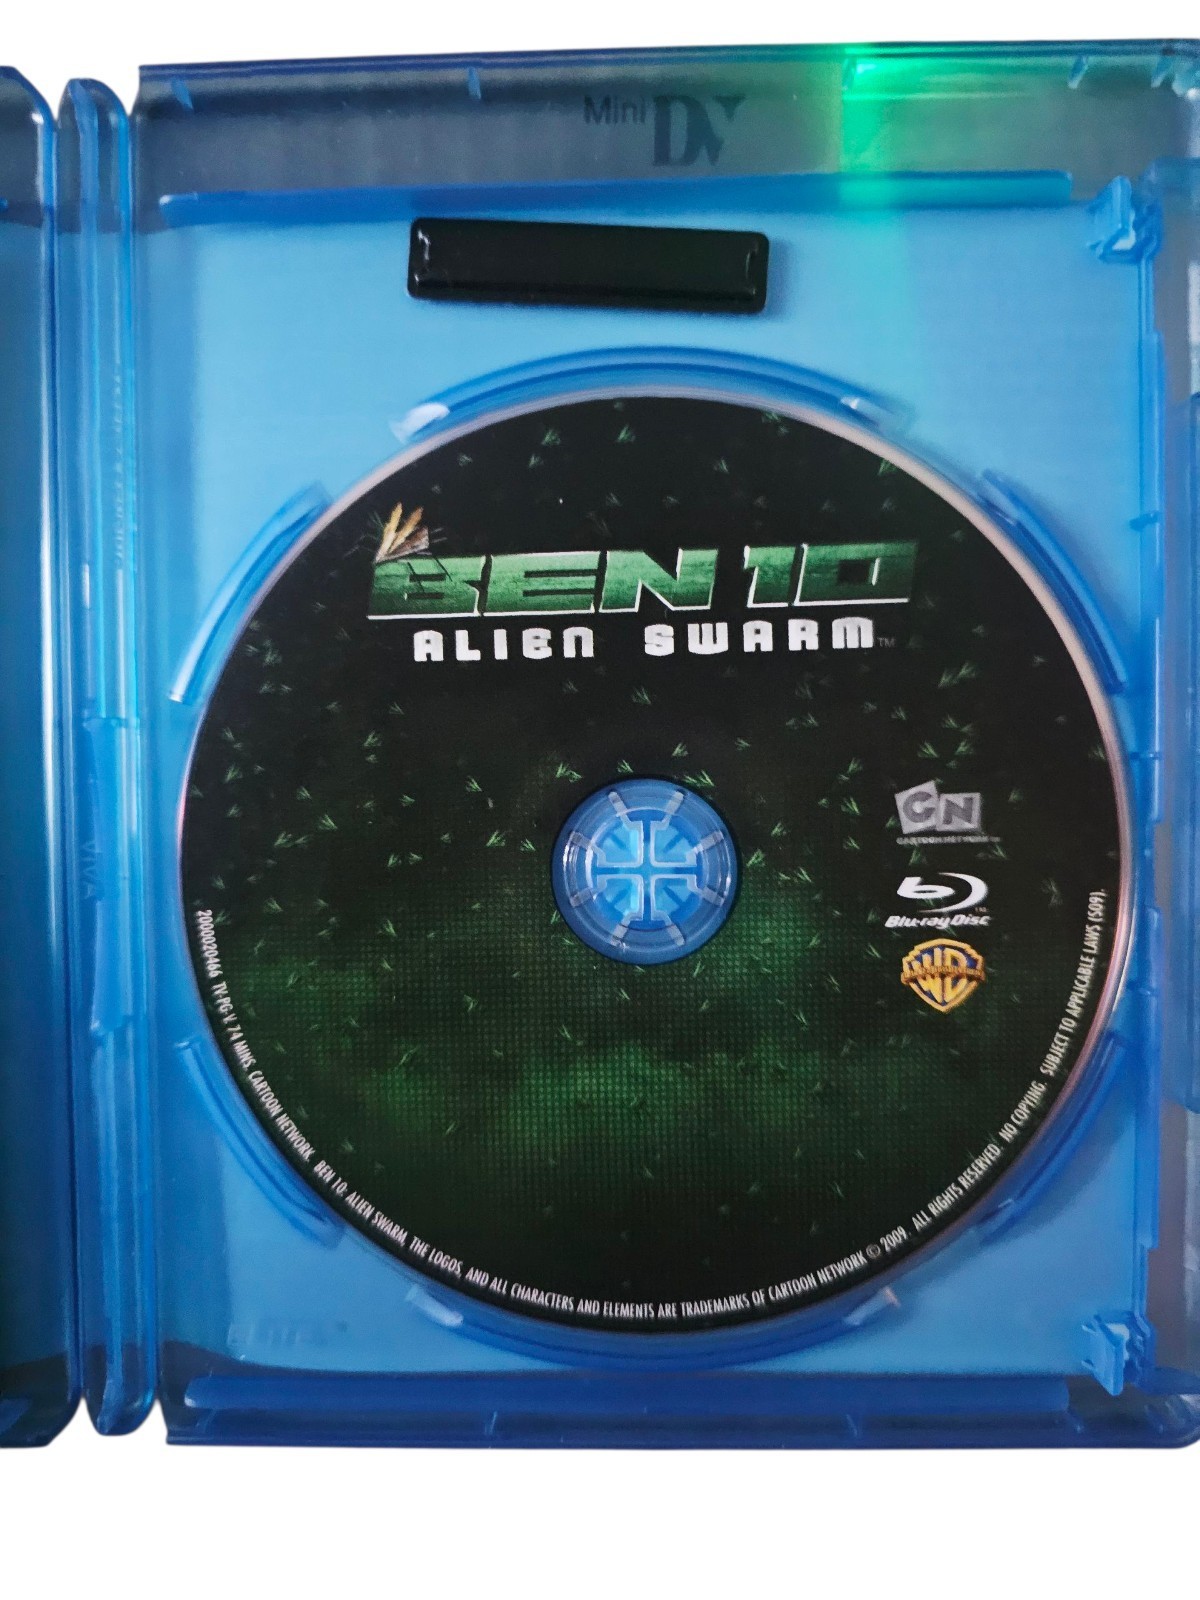 Mini DV
BEN 10
ALIEN SWARM™
CN
CARTOON NETWORK
Blu-ray Disc™
WB
2000020466 TV-PG-V, 74 MINS. CARTOON NETWORK. BEN 10: ALIEN SWARM, THE LOGOS, AND ALL CHARACTERS AND ELEMENTS ARE TRADEMARKS OF CARTOON NETWORK © 2009. ALL RIGHTS RESERVED. NO COPYING. SUBJECT TO APPLICABLE LAWS (S09).
VIVA